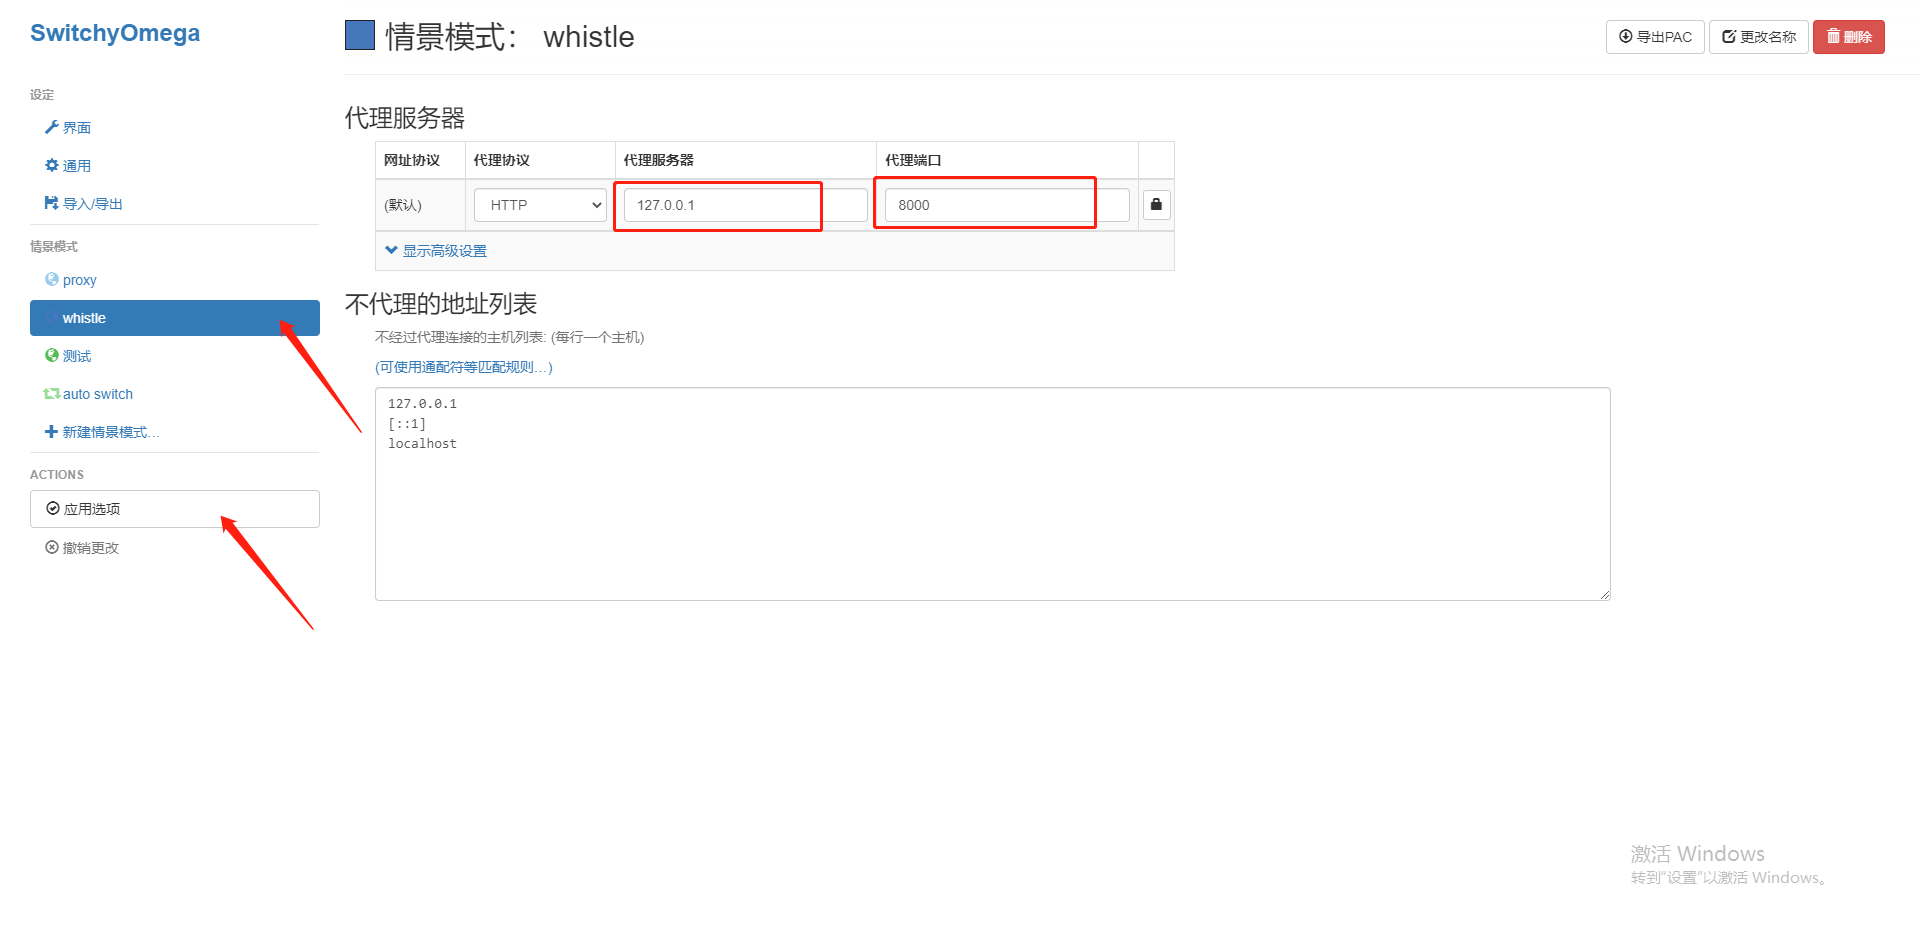 SwitchyOmega
设定
界面
通用
导入/导出
情景模式
proxy
whistle
测试
auto switch
新建情景模式…
ACTIONS
应用选项
撤销更改
情景模式： whistle
导出PAC
更改名称
删除
代理服务器
网址协议 代理协议 代理服务器 代理端口
(默认) HTTP 127.0.0.1 8000
显示高级设置
不代理的地址列表
不经过代理连接的主机列表: (每行一个主机)
(可使用通配符等匹配规则…)
127.0.0.1
[::1]
localhost
激活 Windows
转到“设置”以激活 Windows。